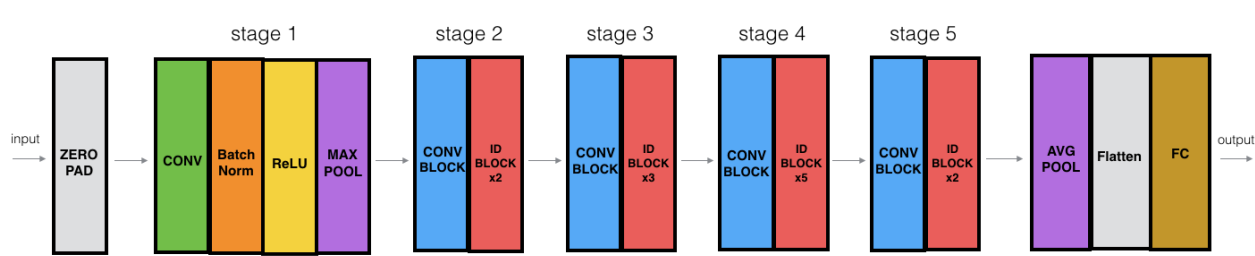 stage 1
stage 2
stage 3
stage 4
stage 5
input
ZERO
PAD
CONV
Batch
Norm
ReLU
MAX
POOL
CONV
BLOCK
ID
BLOCK
x2
CONV
BLOCK
ID
BLOCK
x3
CONV
BLOCK
ID
BLOCK
x5
CONV
BLOCK
ID
BLOCK
x2
AVG
POOL
Flatten
FC
output